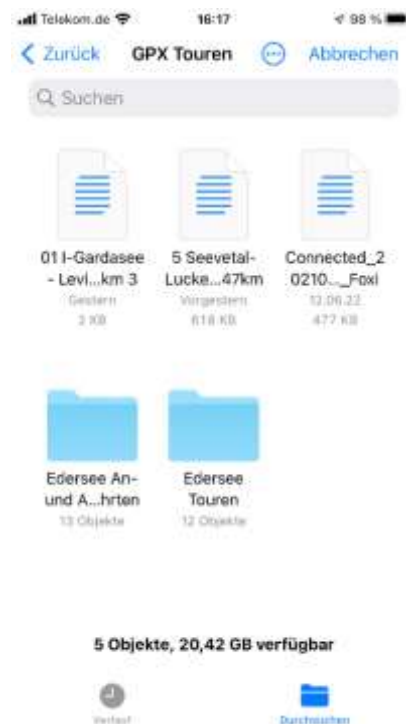 Telekom.de 16:17 98 %
Zurück GPX Touren Abbrechen
Suchen
01 I-Gardasee
- Levi...km 3
Gestern
3 KB
5 Seevetal-
Lucke...47km
Vorgestern
618 KB
Connected_2
0210..._Foxi
12.06.22
477 KB
Edersee An-
und A...hrten
13 Objekte
Edersee
Touren
12 Objekte
5 Objekte, 20,42 GB verfügbar
Verlauf
Durchsuchen